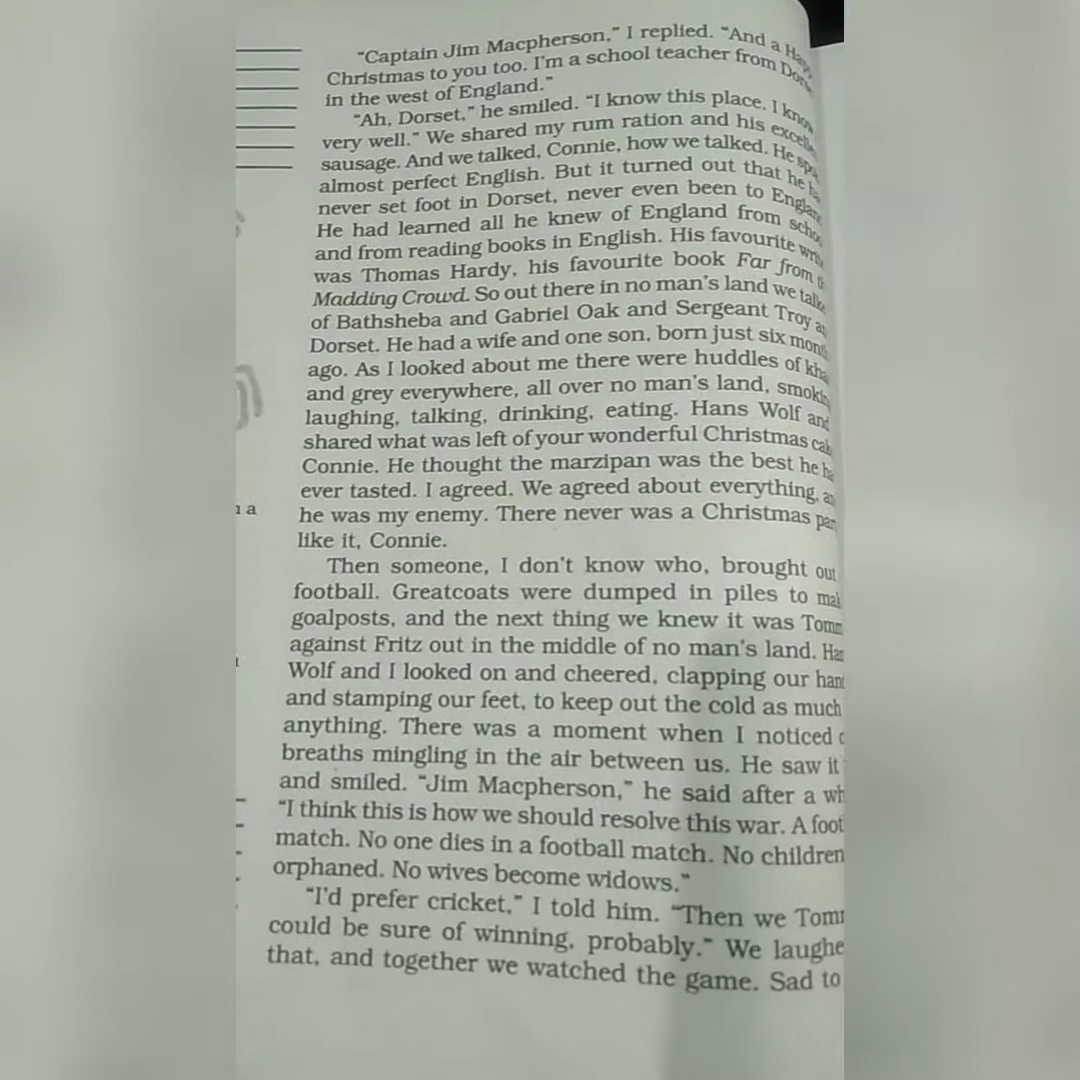 "Captain Jim Macpherson," I replied. "And a
Christmas to you too. I'm a school teacher from
in the west of England."
"Ah, Dorset," he smiled. "I know this place. I
very well." We shared my rum ration and his
sausage. And we talked, Connie, how we talked. He
almost perfect English. But it turned out that he
never set foot in Dorset, never even been to
He had learned all he knew of England from
and from reading books in English. His favourite
was Thomas Hardy, his favourite book Far from
Madding Crowd. So out there in no man's land we
of Bathsheba and Gabriel Oak and Sergeant Troy
Dorset. He had a wife and one son, born just six
ago. As I looked about me there were huddles of
and grey everywhere, all over no man's land,
laughing, talking, drinking, eating. Hans Wolf and
shared what was left of your wonderful Christmas
Connie. He thought the marzipan was the best he
ever tasted. I agreed. We agreed about everything,
he was my enemy. There never was a Christmas
a
like it, Connie.
Then someone, I don't know who, brought out
football. Greatcoats were dumped in piles to
goalposts, and the next thing we knew it was
against Fritz out in the middle of no man's land.
Wolf and I looked on and cheered, clapping our
and stamping our feet, to keep out the cold as much
anything. There was a moment when I noticed
breaths mingling in the air between us. He saw it
and smiled. "Jim Macpherson," he said after a
"I think this is how we should resolve this war. A
match. No one dies in a football match. No children
orphaned. No wives become widows."
"I'd prefer cricket," I told him. "Then we
could be sure of winning, probably." We
that, and together we watched the game. Sad to